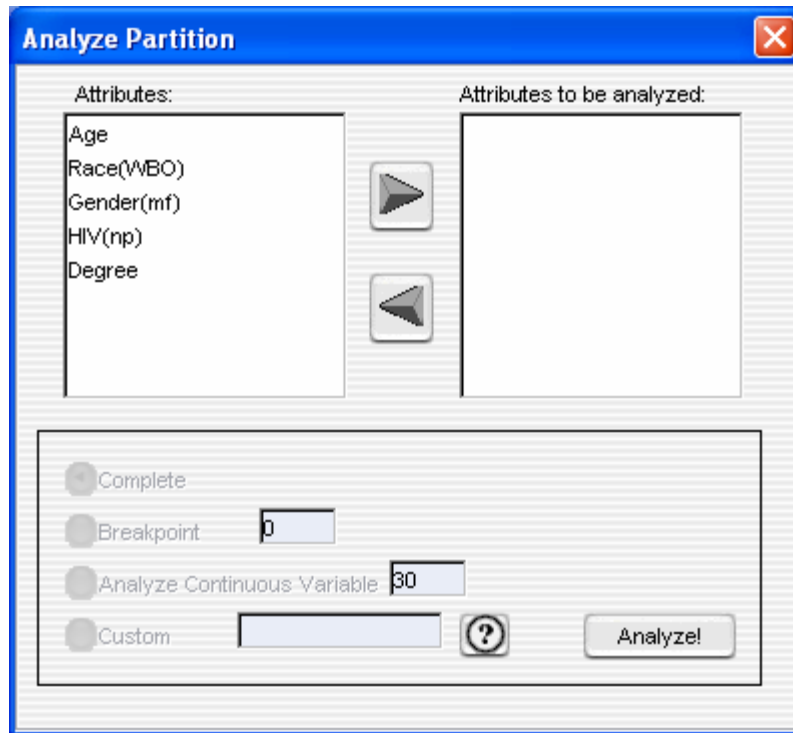 Analyze Partition
Attributes:
Attributes to be analyzed:
Age
Race(WBO)
Gender(mf)
HIV(np)
Degree
Complete
Breakpoint 0
Analyze Continuous Variable 30
Custom ? Analyze!